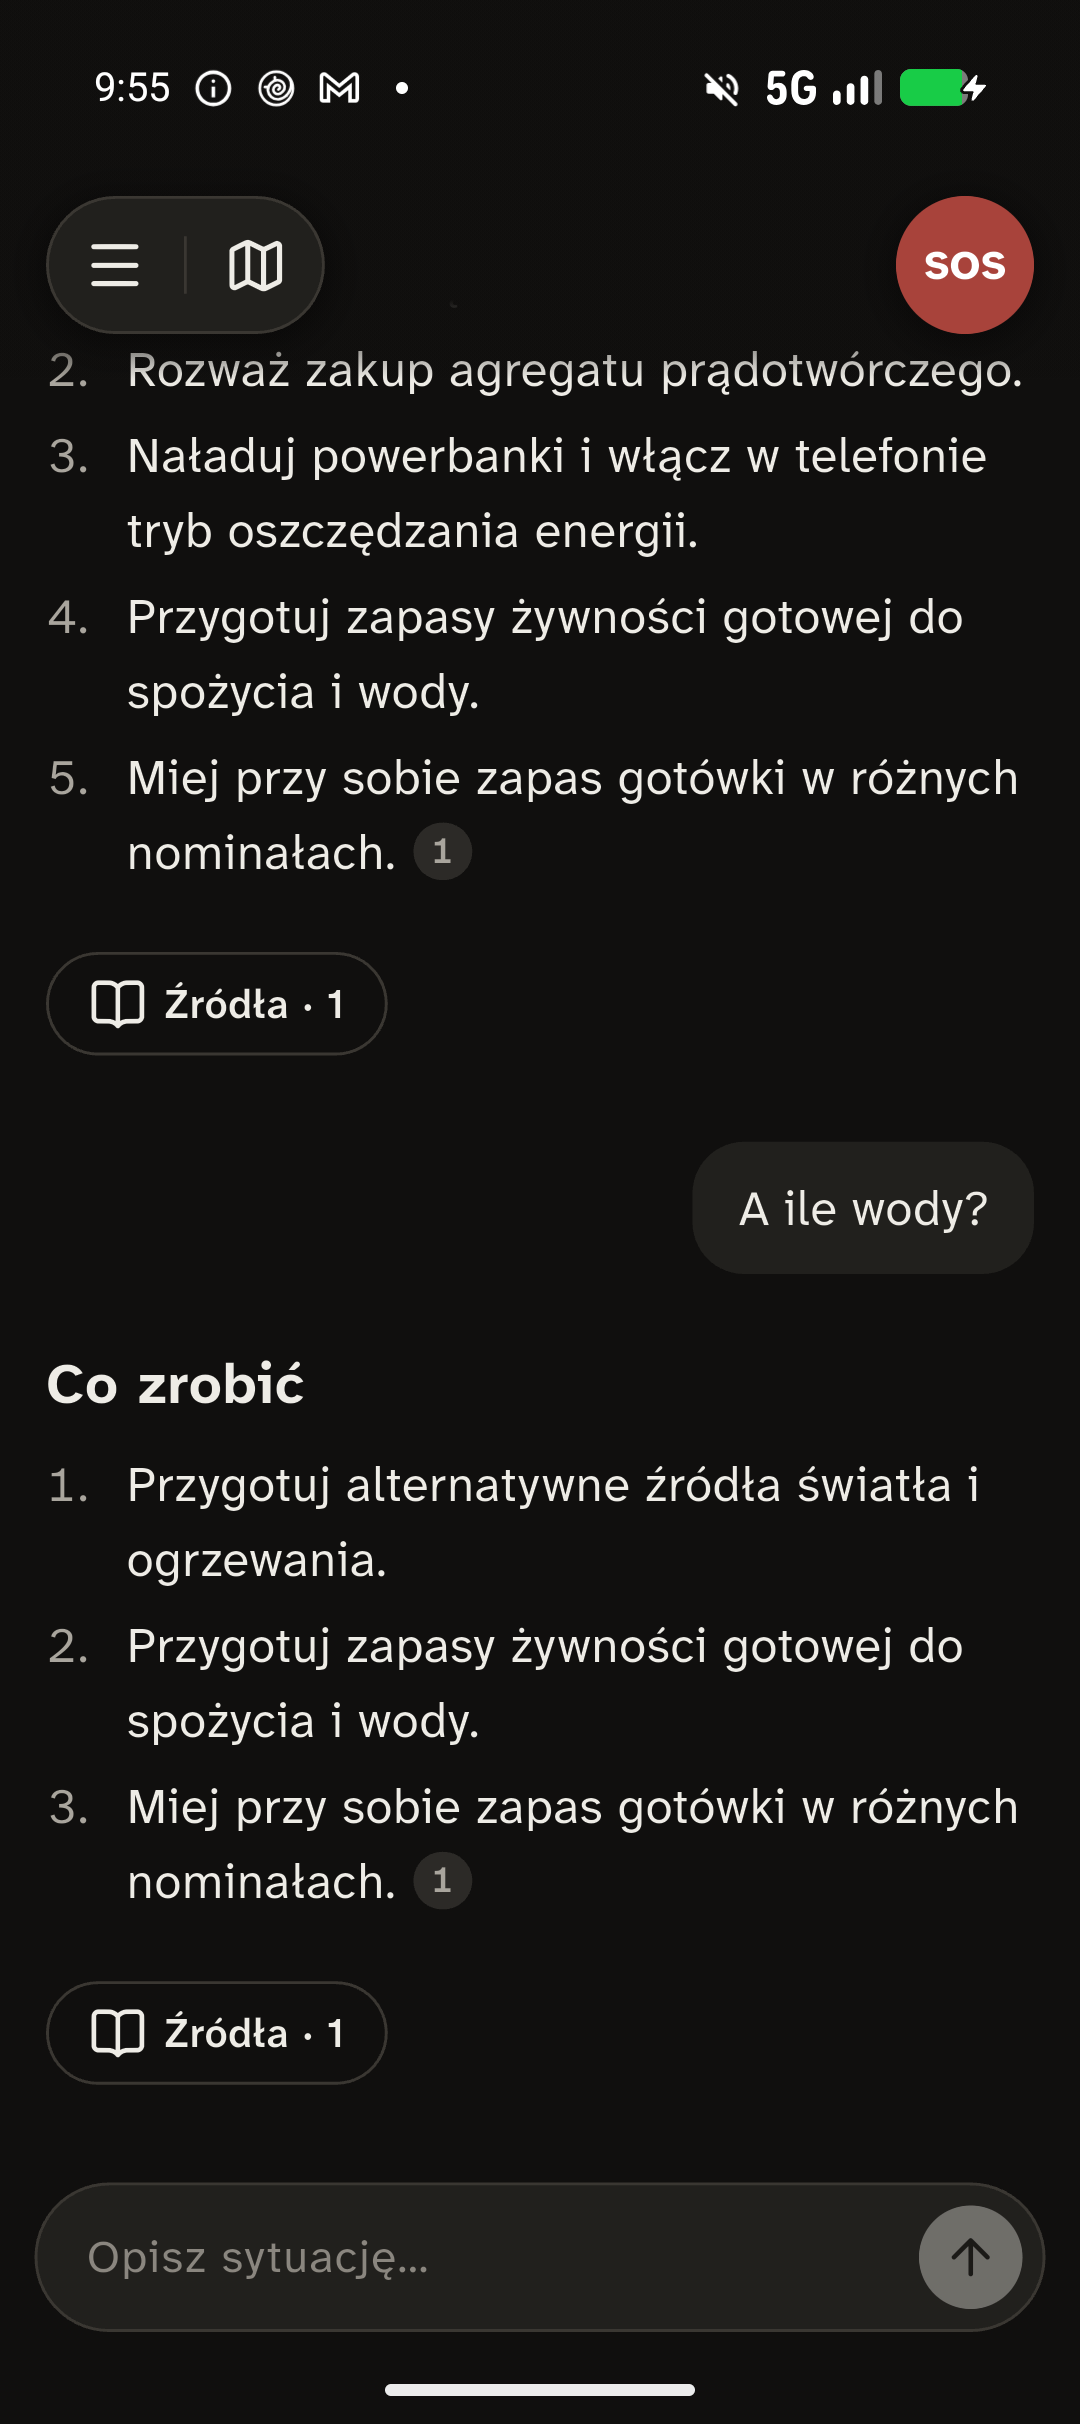 9:55
5G
SOS
2. Rozważ zakup agregatu prądotwórczego.
3. Naładuj powerbanki i włącz w telefonie
tryb oszczędzania energii.
4. Przygotuj zapasy żywności gotowej do
spożycia i wody.
5. Miej przy sobie zapas gotówki w różnych
nominałach. 1
Źródła · 1
A ile wody?
Co zrobić
1. Przygotuj alternatywne źródła światła i
ogrzewania.
2. Przygotuj zapasy żywności gotowej do
spożycia i wody.
3. Miej przy sobie zapas gotówki w różnych
nominałach. 1
Źródła · 1
Opisz sytuację...